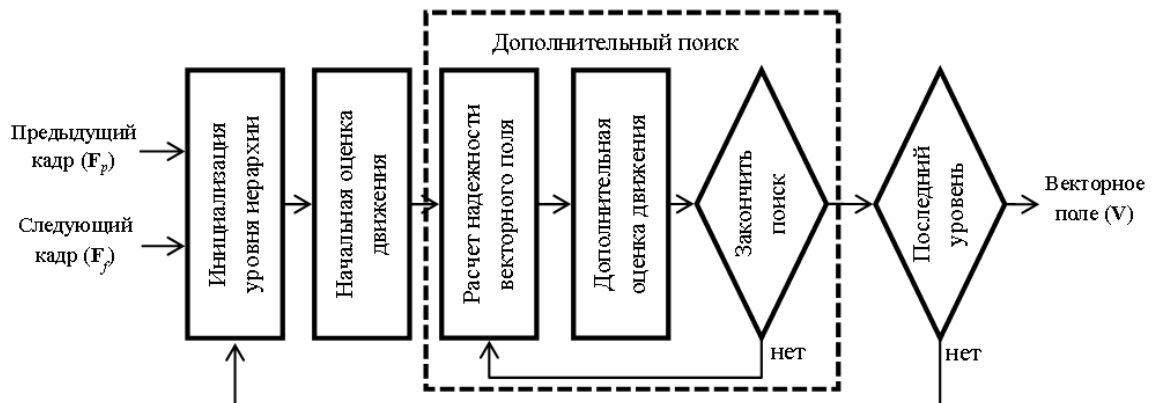 Дополнительный поиск
Предыдущий
кадр (Fp)
Следующий
кадр (Ff)
Инициализация
уровня иерархии
Начальная оценка
движения
Расчет надежности
векторного поля
Дополнительная
оценка движения
Закончить
поиск
нет
Последний
уровень
нет
Векторное
поле (V)